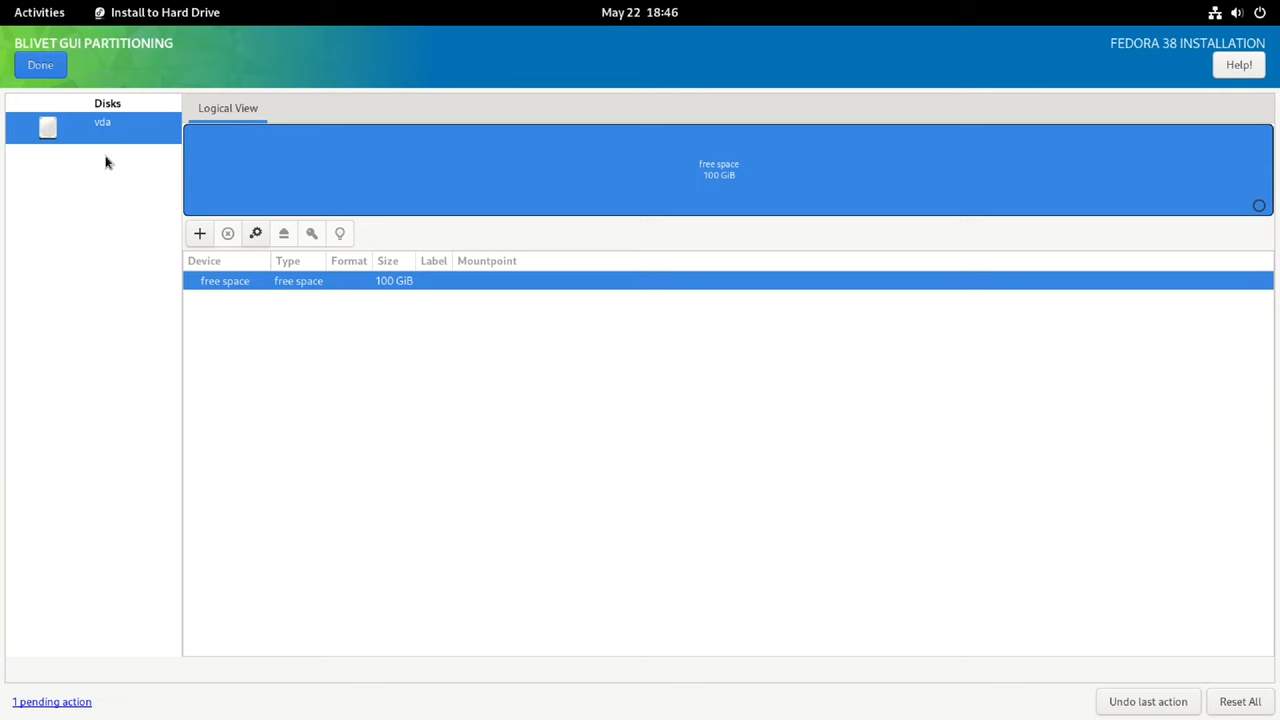 Activities
Install to Hard Drive
May 22 18:46
BLIVET GUI PARTITIONING
FEDORA 38 INSTALLATION
Done
Help!
Disks
vda
Logical View
free space
100 GiB
Device Type Format Size Label Mountpoint
free space free space 100 GiB
1 pending action
Undo last action
Reset All